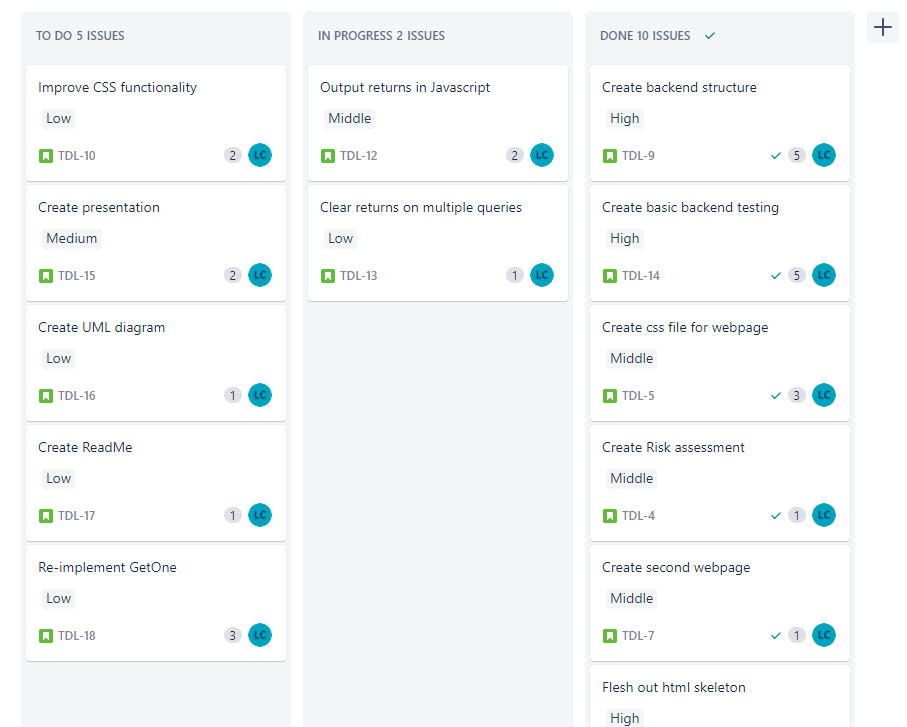 TO DO 5 ISSUES
Improve CSS functionality
Low
TDL-10 2 LC
Create presentation
Medium
TDL-15 2 LC
Create UML diagram
Low
TDL-16 1 LC
Create ReadMe
Low
TDL-17 1 LC
Re-implement GetOne
Low
TDL-18 3 LC
IN PROGRESS 2 ISSUES
Output returns in Javascript
Middle
TDL-12 2 LC
Clear returns on multiple queries
Low
TDL-13 1 LC
DONE 10 ISSUES
Create backend structure
High
TDL-9 5 LC
Create basic backend testing
High
TDL-14 5 LC
Create css file for webpage
Middle
TDL-5 3 LC
Create Risk assessment
Middle
TDL-4 1 LC
Create second webpage
Middle
TDL-7 1 LC
Flesh out html skeleton
High